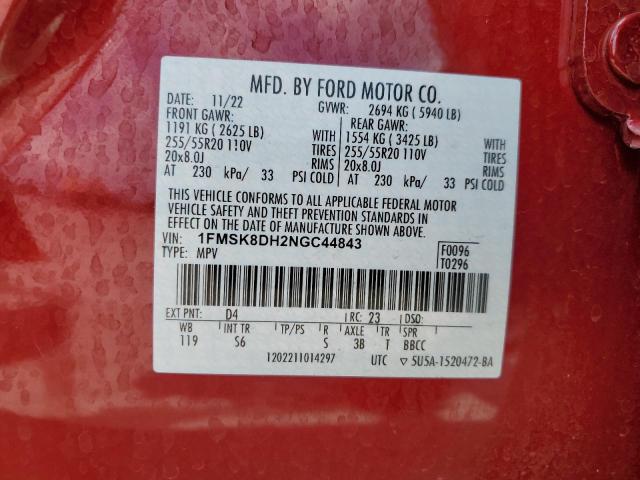 MFD. BY FORD MOTOR CO.
DATE: 11/22 GVWR: 2694 KG ( 5940 LB)
FRONT GAWR: REAR GAWR:
1191 KG ( 2625 LB) WITH 1554 KG ( 3425 LB) WITH
255/55R20 110V TIRES 255/55R20 110V TIRES
20x8.0J RIMS 20x8.0J RIMS
AT 230 kPa/ 33 PSI COLD AT 230 kPa/ 33 PSI COLD
THIS VEHICLE CONFORMS TO ALL APPLICABLE FEDERAL MOTOR
VEHICLE SAFETY AND THEFT PREVENTION STANDARDS IN
EFFECT ON THE DATE OF MANUFACTURE SHOWN ABOVE.
VIN: 1FMSK8DH2NGC44843 F0096
TYPE: MPV T0296
EXT PNT: D4 RC: 23 DSO:
WB INT TR TP/PS R AXLE TR SPR
119 S6 S 3B T BBCC
1202211014297 UTC ▽ 5U5A-1520472-BA